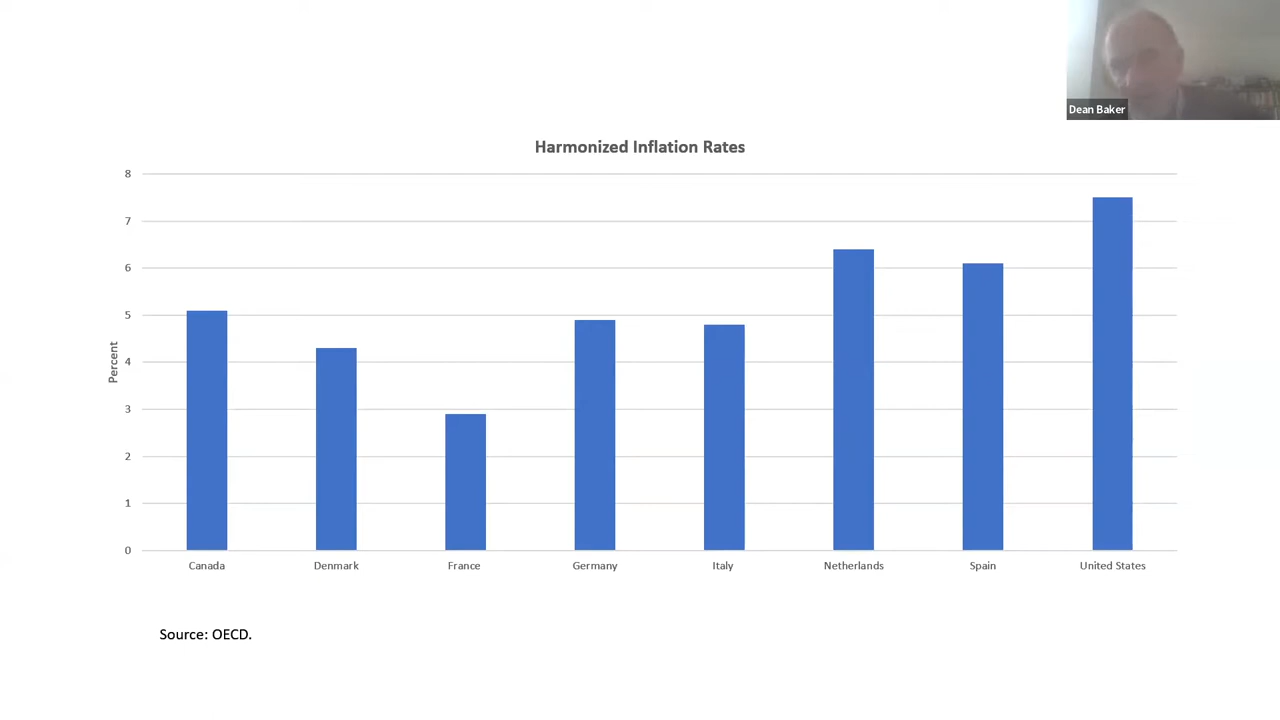 Dean Baker
Harmonized Inflation Rates
8
7
6
5
4
3
2
1
0
Percent
Canada Denmark France Germany Italy Netherlands Spain United States
Source: OECD.